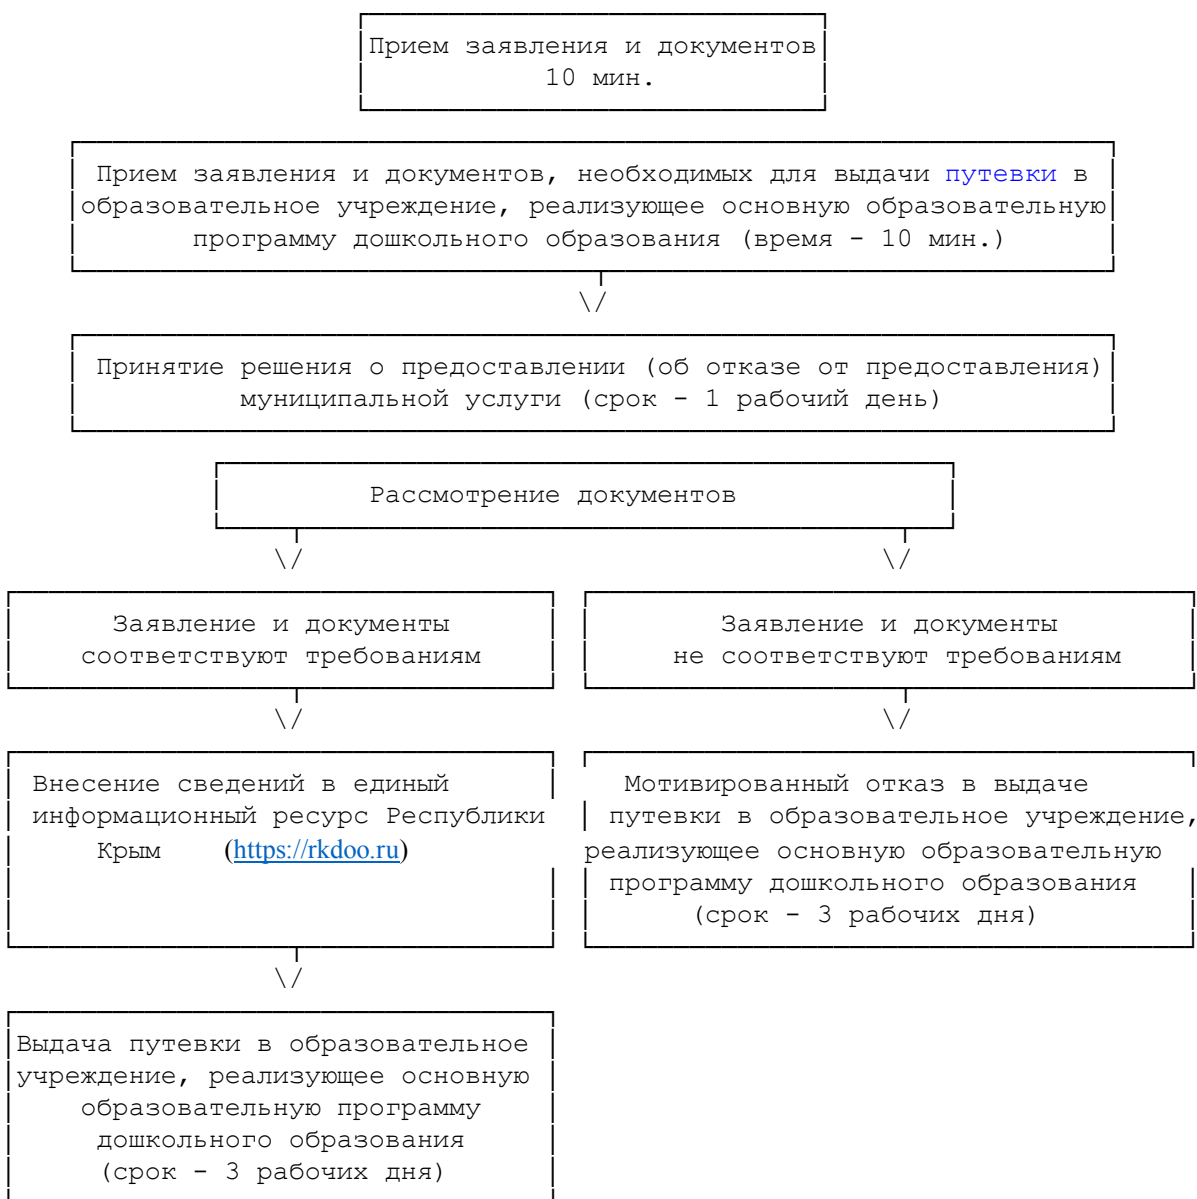 Прием заявления и документов
10 мин.
Прием заявления и документов, необходимых для выдачи путевки в
образовательное учреждение, реализующее основную образовательную
программу дошкольного образования (время - 10 мин.)
\/
Принятие решения о предоставлении (об отказе от предоставления)
муниципальной услуги (срок - 1 рабочий день)
Рассмотрение документов
\/ \/
Заявление и документы
соответствуют требованиям
Заявление и документы
не соответствуют требованиям
\/ \/
Внесение сведений в единый
информационный ресурс Республики
Крым (https://rkdoo.ru)
Мотивированный отказ в выдаче
путевки в образовательное учреждение,
реализующее основную образовательную
программу дошкольного образования
(срок - 3 рабочих дня)
\/
Выдача путевки в образовательное
учреждение, реализующее основную
образовательную программу
дошкольного образования
(срок - 3 рабочих дня)